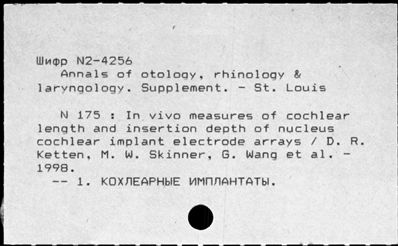 Шифр N2-4256
Annals of otology, rhinology &
laryngology. Supplement. - St. Louis
N 175 : In vivo measures of cochlear
length and insertion depth of nucleus
cochlear implant electrode arrays / D. R.
Ketten, M. W. Skinner, G. Wang et al. -
1998.
-- 1. КОХЛЕАРНЫЕ ИМПЛАНТАТЫ.